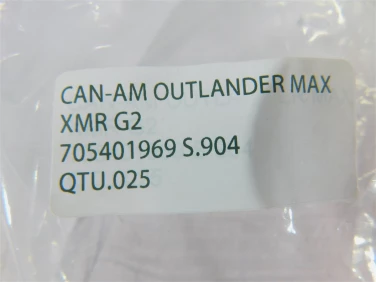 CAN-AM OUTLANDER MAX
XMR G2
705401969 S.904
QTU.025